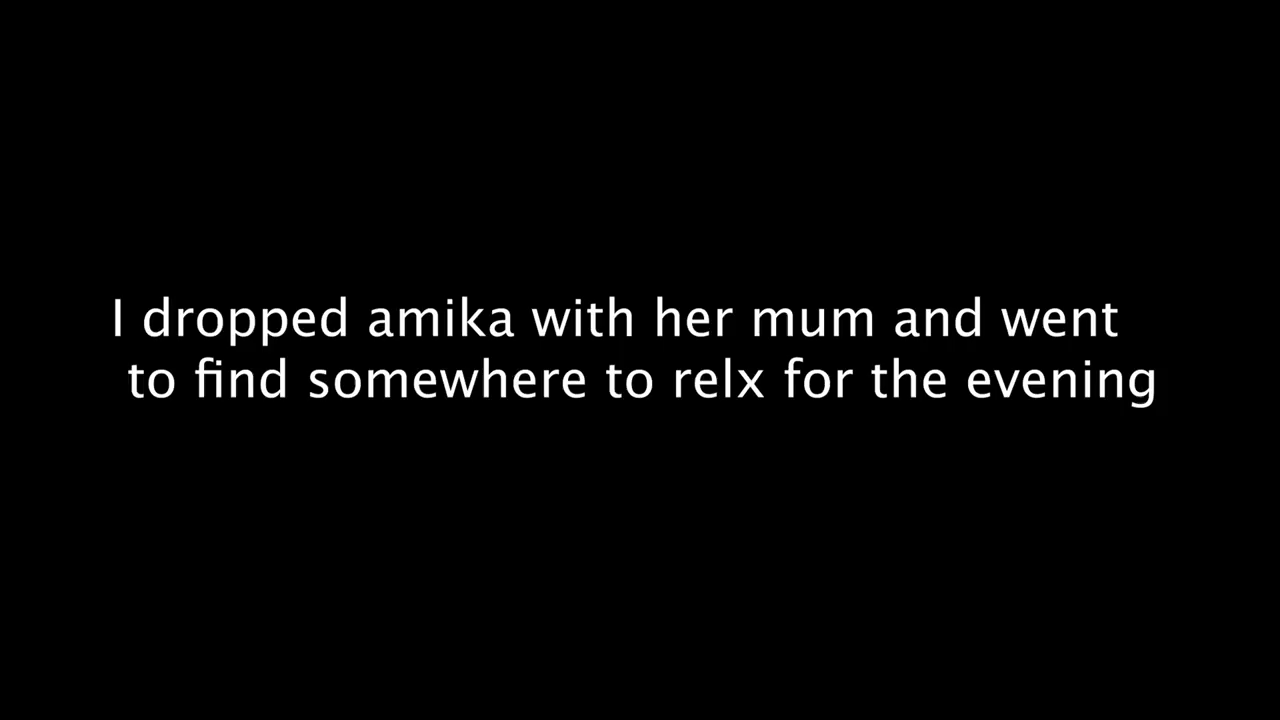 I dropped amika with her mum and went
to find somewhere to relx for the evening